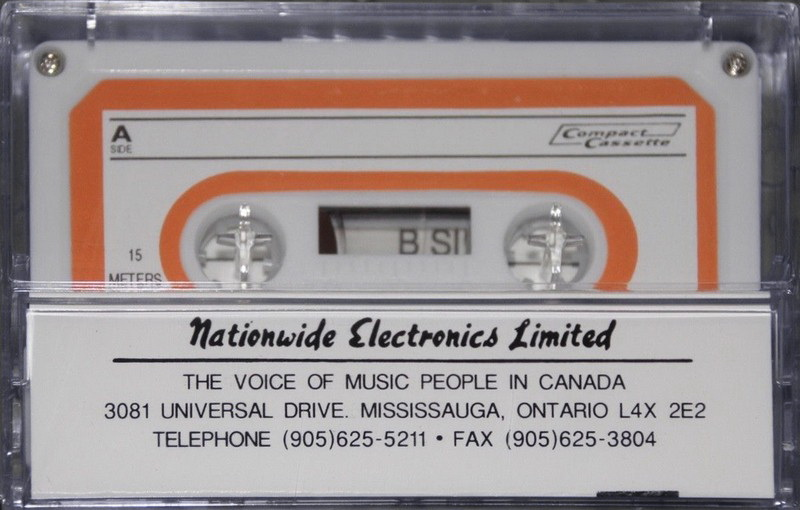 A
SIDE
Compact
Cassette
15
METERS
B
Nationwide Electronics Limited
THE VOICE OF MUSIC PEOPLE IN CANADA
3081 UNIVERSAL DRIVE. MISSISSAUGA, ONTARIO L4X 2E2
TELEPHONE (905)625-5211 • FAX (905)625-3804